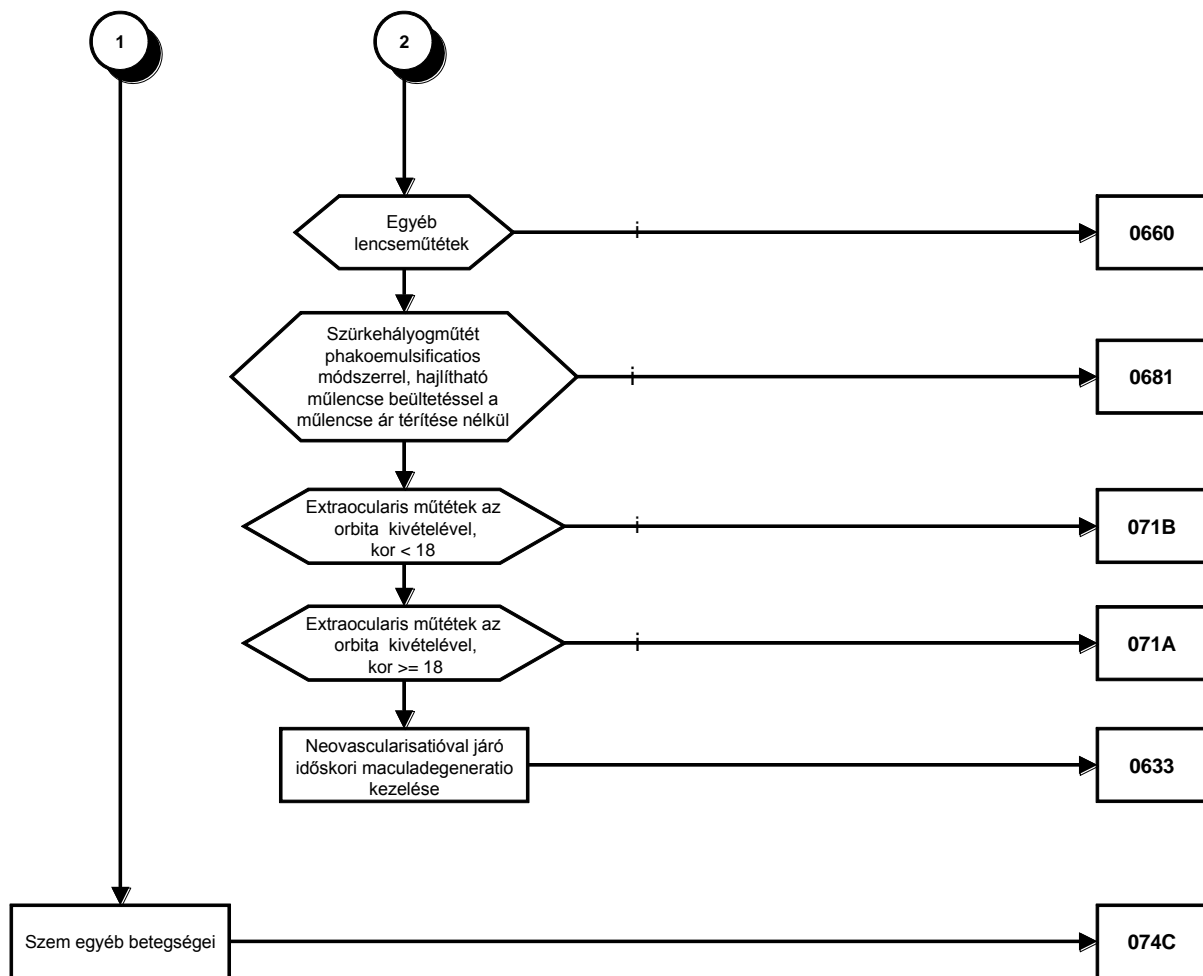 1
2
Egyéb
lencseműtétek
i
0660
Szürkehályogműtét
phakoemulsificatios
módszerrel, hajlítható
műlencse beültetéssel a
műlencse ár térítése nélkül
i
0681
Extraocularis műtétek az
orbita kivételével,
kor < 18
i
071B
Extraocularis műtétek az
orbita kivételével,
kor >= 18
i
071A
Neovascularisatióval járó
időskori maculadegeneratio
kezelése
0633
Szem egyéb betegségei
074C